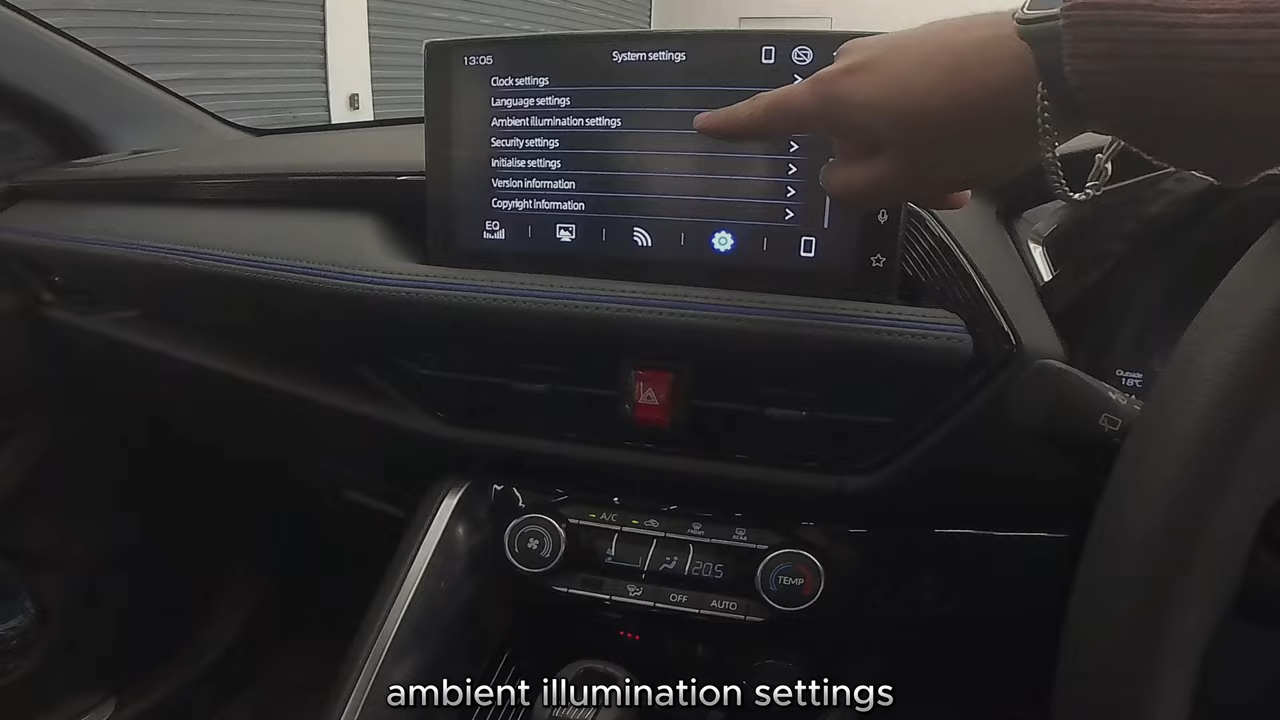 13:05
System settings
Clock settings
Language settings
Ambient illumination settings
Security settings
Initialise settings
Version information
Copyright information
EQ
Outside
18°C
A/C
FRONT
REAR
20.5
TEMP
OFF
AUTO
ambient illumination settings